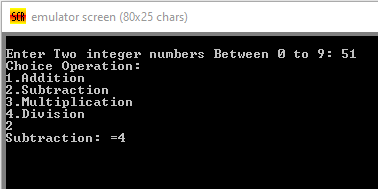 SCR emulator screen (80x25 chars)
Enter Two integer numbers Between 0 to 9: 51
Choice Operation:
1.Addition
2.Subtraction
3.Multiplication
4.Division
2
Subtraction: =4